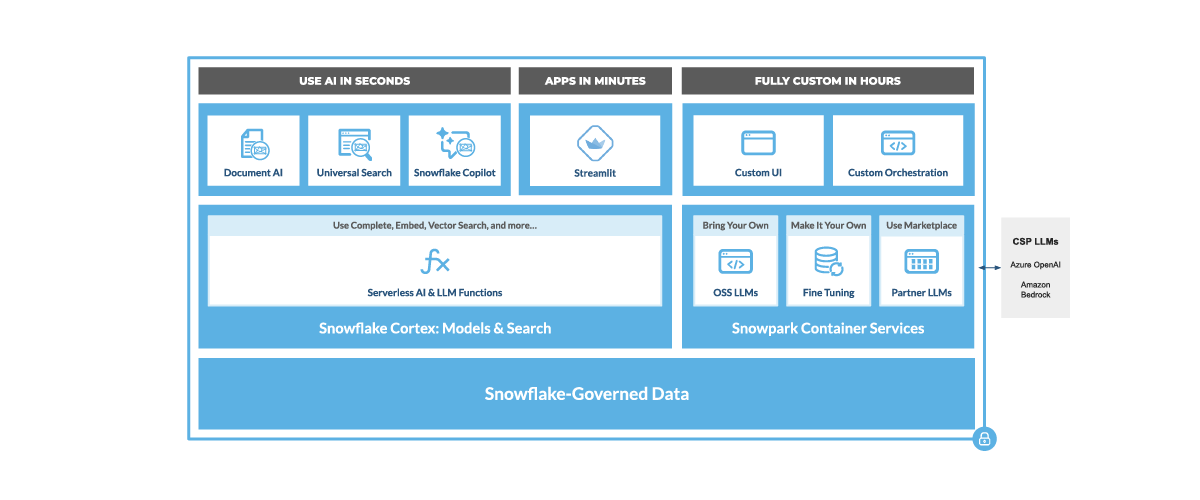 USE AI IN SECONDS
APPS IN MINUTES
FULLY CUSTOM IN HOURS
Document AI
Universal Search
Snowflake Copilot
Streamlit
Custom UI
Custom Orchestration
Use Complete, Embed, Vector Search, and more...
Serverless AI & LLM Functions
Snowflake Cortex: Models & Search
Bring Your Own
Make It Your Own
Use Marketplace
OSS LLMs
Fine Tuning
Partner LLMs
Snowpark Container Services
CSP LLMs
Azure OpenAI
Amazon
Bedrock
Snowflake-Governed Data